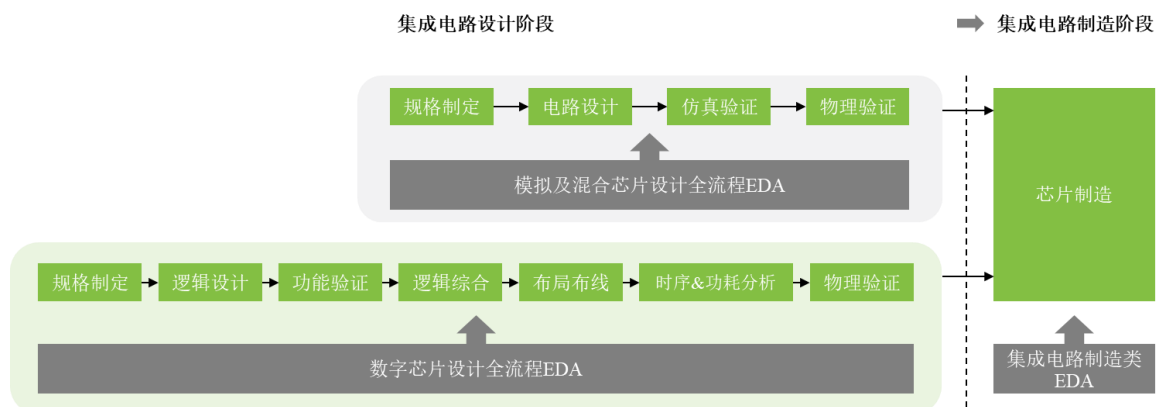 集成电路设计阶段
集成电路制造阶段
规格制定
电路设计
仿真验证
物理验证
模拟及混合芯片设计全流程EDA
芯片制造
规格制定
逻辑设计
功能验证
逻辑综合
布局布线
时序&功耗分析
物理验证
数字芯片设计全流程EDA
集成电路制造类
EDA